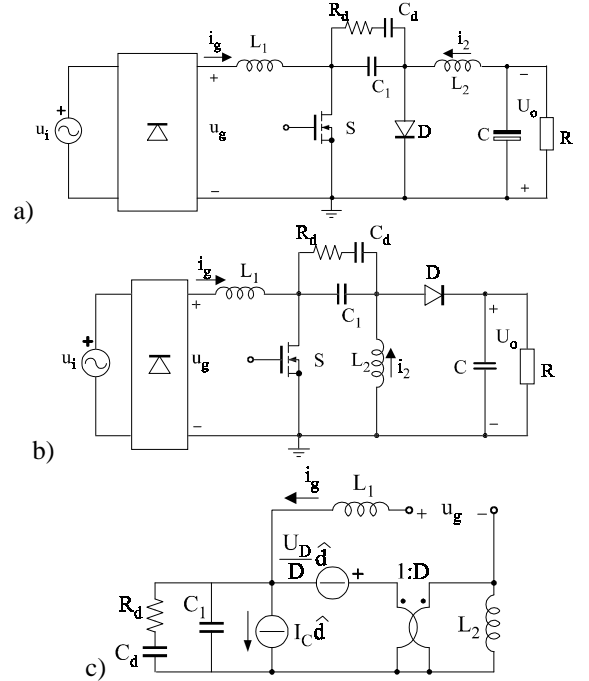 R_d C_d
i_g L_1 i_2
+ C_1 L_2 −
+ U_o
u_i u_g S D C R
− +
a)
R_d C_d
i_g L_1 D
+ C_1 +
+ U_o
u_i u_g S L_2 i_2 C R
− −
b)
L_1
i_g + u_g −
U_D/D d̂ + 1:D
R_d C_1
C_d I_C d̂ L_2
c)